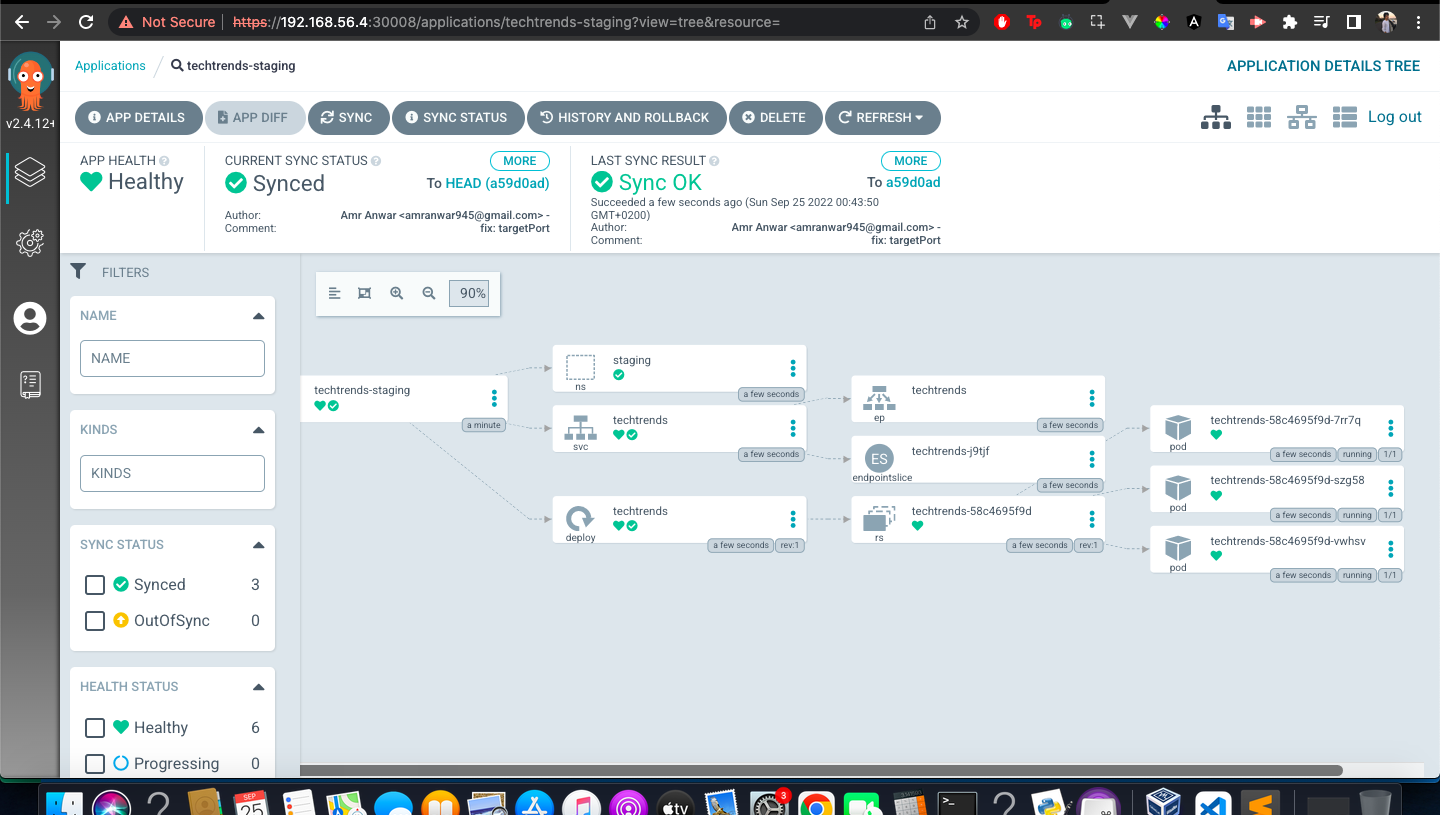 Not Secure https://192.168.56.4:30008/applications/techtrends-staging?view=tree&resource=
v2.4.12+
Applications / techtrends-staging
APPLICATION DETAILS TREE
APP DETAILS
APP DIFF
SYNC
SYNC STATUS
HISTORY AND ROLLBACK
DELETE
REFRESH
Log out
APP HEALTH
Healthy
CURRENT SYNC STATUS
MORE
Synced
To HEAD (a59d0ad)
Author: Amr Anwar <amranwar945@gmail.com> -
Comment: fix: targetPort
LAST SYNC RESULT
MORE
Sync OK
To a59d0ad
Succeeded a few seconds ago (Sun Sep 25 2022 00:43:50
GMT+0200)
Author: Amr Anwar <amranwar945@gmail.com> -
Comment: fix: targetPort
FILTERS
NAME
NAME
KINDS
KINDS
SYNC STATUS
Synced 3
OutOfSync 0
HEALTH STATUS
Healthy 6
Progressing 0
90%
techtrends-staging
a minute
staging
ns
a few seconds
techtrends
svc
a few seconds
techtrends
deploy
a few seconds rev:1
techtrends
ep
a few seconds
ES
techtrends-j9tjf
endpointslice
a few seconds
techtrends-58c4695f9d
rs
a few seconds rev:1
techtrends-58c4695f9d-7rr7q
pod
a few seconds running 1/1
techtrends-58c4695f9d-szg58
pod
a few seconds running 1/1
techtrends-58c4695f9d-vwhsv
pod
a few seconds running 1/1
SEP
25
3
tv